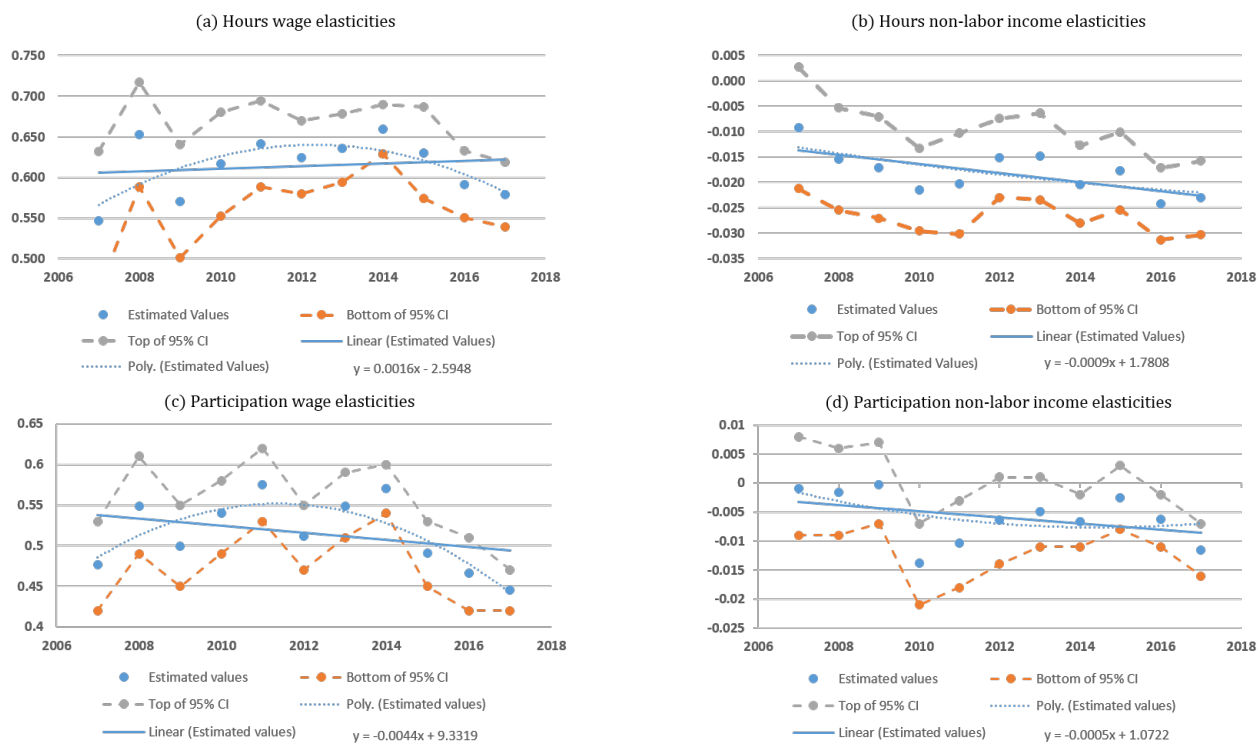 (a) Hours wage elasticities
0.750
0.700
0.650
0.600
0.550
0.500
2006 2008 2010 2012 2014 2016 2018
Estimated Values Bottom of 95% CI
Top of 95% CI Linear (Estimated Values)
Poly. (Estimated Values) y = 0.0016x - 2.5948
(b) Hours non-labor income elasticities
0.005
0.000
-0.005
-0.010
-0.015
-0.020
-0.025
-0.030
-0.035
2006 2008 2010 2012 2014 2016 2018
Estimated Values Bottom of 95% CI
Top of 95% CI Linear (Estimated Values)
Poly. (Estimated Values) y = -0.0009x + 1.7808
(c) Participation wage elasticities
0.65
0.6
0.55
0.5
0.45
0.4
2006 2008 2010 2012 2014 2016 2018
Estimated values Bottom of 95% CI
Top of 95% CI Poly. (Estimated values)
Linear (Estimated values) y = -0.0044x + 9.3319
(d) Participation non-labor income elasticities
0.01
0.005
0
-0.005
-0.01
-0.015
-0.02
-0.025
2006 2008 2010 2012 2014 2016 2018
Estimated values Bottom of 95% CI
Top of 95% CI Poly. (Estimated values)
Linear (Estimated values) y = -0.0005x + 1.0722